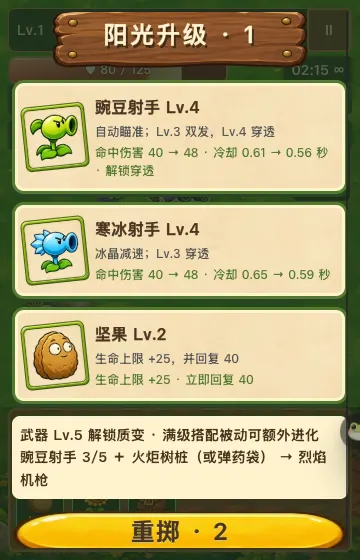 Lv.1
阳光升级 · 1
II
80 / 125
02:15 ∞
豌豆射手 Lv.4
自动瞄准；Lv.3 双发，Lv.4 穿透
命中伤害 40 → 48 · 冷却 0.61 → 0.56 秒
· 解锁穿透
寒冰射手 Lv.4
冰晶减速；Lv.3 穿透
命中伤害 40 → 48 · 冷却 0.65 → 0.59 秒
坚果 Lv.2
生命上限 +25，并回复 40
生命上限 +25 · 立即回复 40
武器 Lv.5 解锁质变 · 满级搭配被动可额外进化
豌豆射手 3/5 + 火炬树桩（或弹药袋） → 烈焰
机枪
重掷 · 2